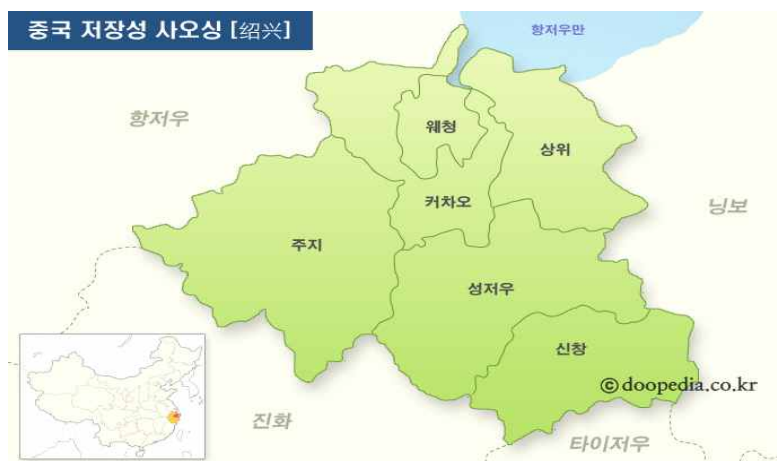 중국 저장성 사오싱 [绍兴]
항저우만
항저우
웨청
상위
커차오
닝보
주지
성저우
신창
ⓒ doopedia.co.kr
진화
타이저우